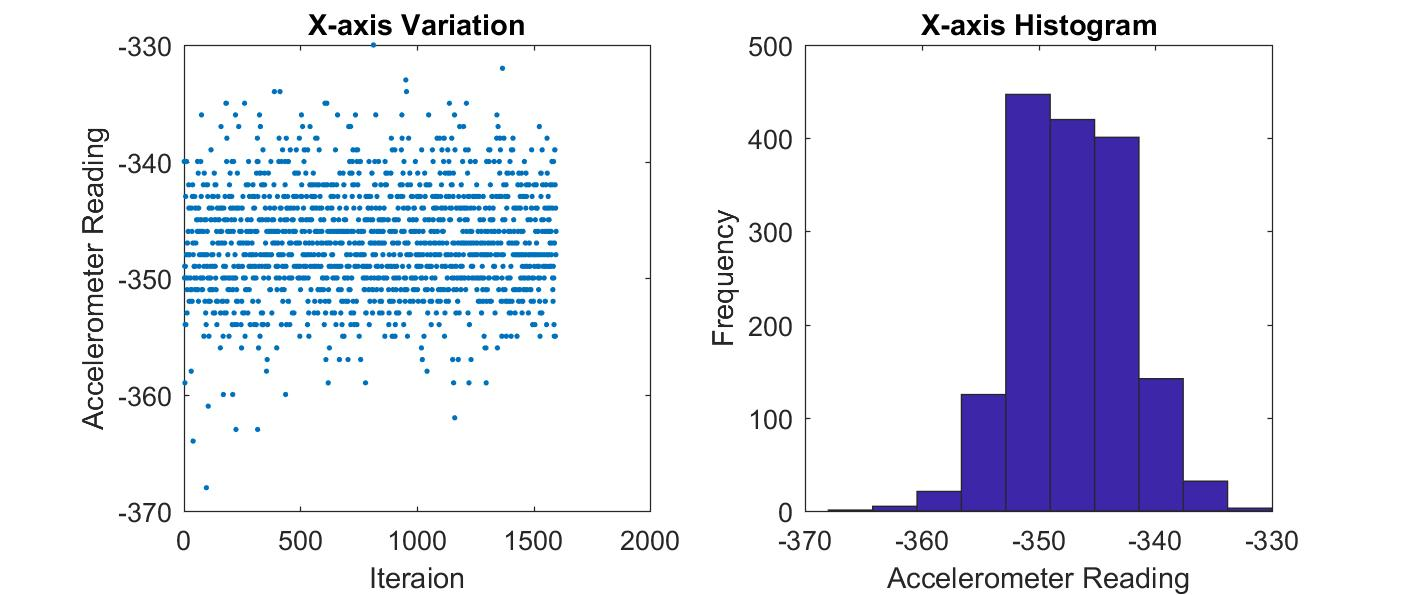 X-axis Variation
Accelerometer Reading
-330
-340
-350
-360
-370
0 500 1000 1500 2000
Iteraion
X-axis Histogram
Frequency
500
400
300
200
100
0
-370 -360 -350 -340 -330
Accelerometer Reading